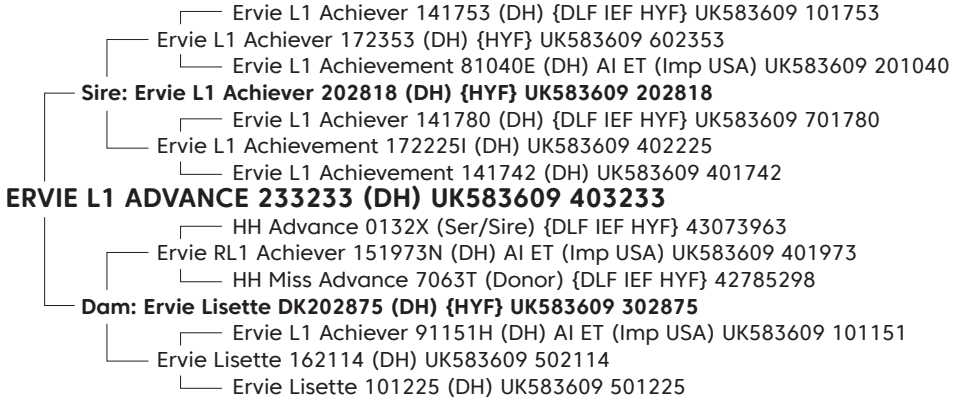 Ervie L1 Achiever 141753 (DH) {DLF IEF HYF} UK583609 101753
Ervie L1 Achiever 172353 (DH) {HYF} UK583609 602353
Ervie L1 Achievement 81040E (DH) AI ET (Imp USA) UK583609 201040
Sire: Ervie L1 Achiever 202818 (DH) {HYF} UK583609 202818
Ervie L1 Achiever 141780 (DH) {DLF IEF HYF} UK583609 701780
Ervie L1 Achievement 172225I (DH) UK583609 402225
Ervie L1 Achievement 141742 (DH) UK583609 401742
ERVIE L1 ADVANCE 233233 (DH) UK583609 403233
HH Advance 0132X (Ser/Sire) {DLF IEF HYF} 43073963
Ervie RL1 Achiever 151973N (DH) AI ET (Imp USA) UK583609 401973
HH Miss Advance 7063T (Donor) {DLF IEF HYF} 42785298
Dam: Ervie Lisette DK202875 (DH) {HYF} UK583609 302875
Ervie L1 Achiever 91151H (DH) AI ET (Imp USA) UK583609 101151
Ervie Lisette 162114 (DH) UK583609 502114
Ervie Lisette 101225 (DH) UK583609 501225